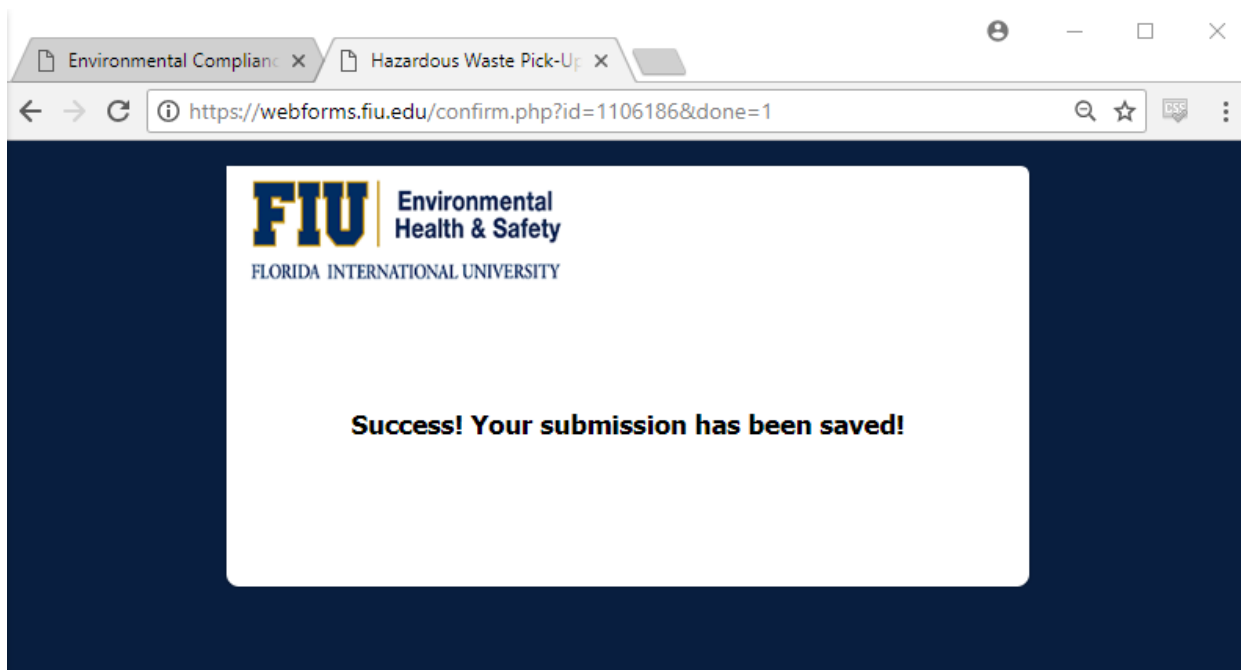 Environmental Complianc
Hazardous Waste Pick-Up
https://webforms.fiu.edu/confirm.php?id=1106186&done=1
CSS
FIU
Environmental
Health & Safety
FLORIDA INTERNATIONAL UNIVERSITY
Success! Your submission has been saved!